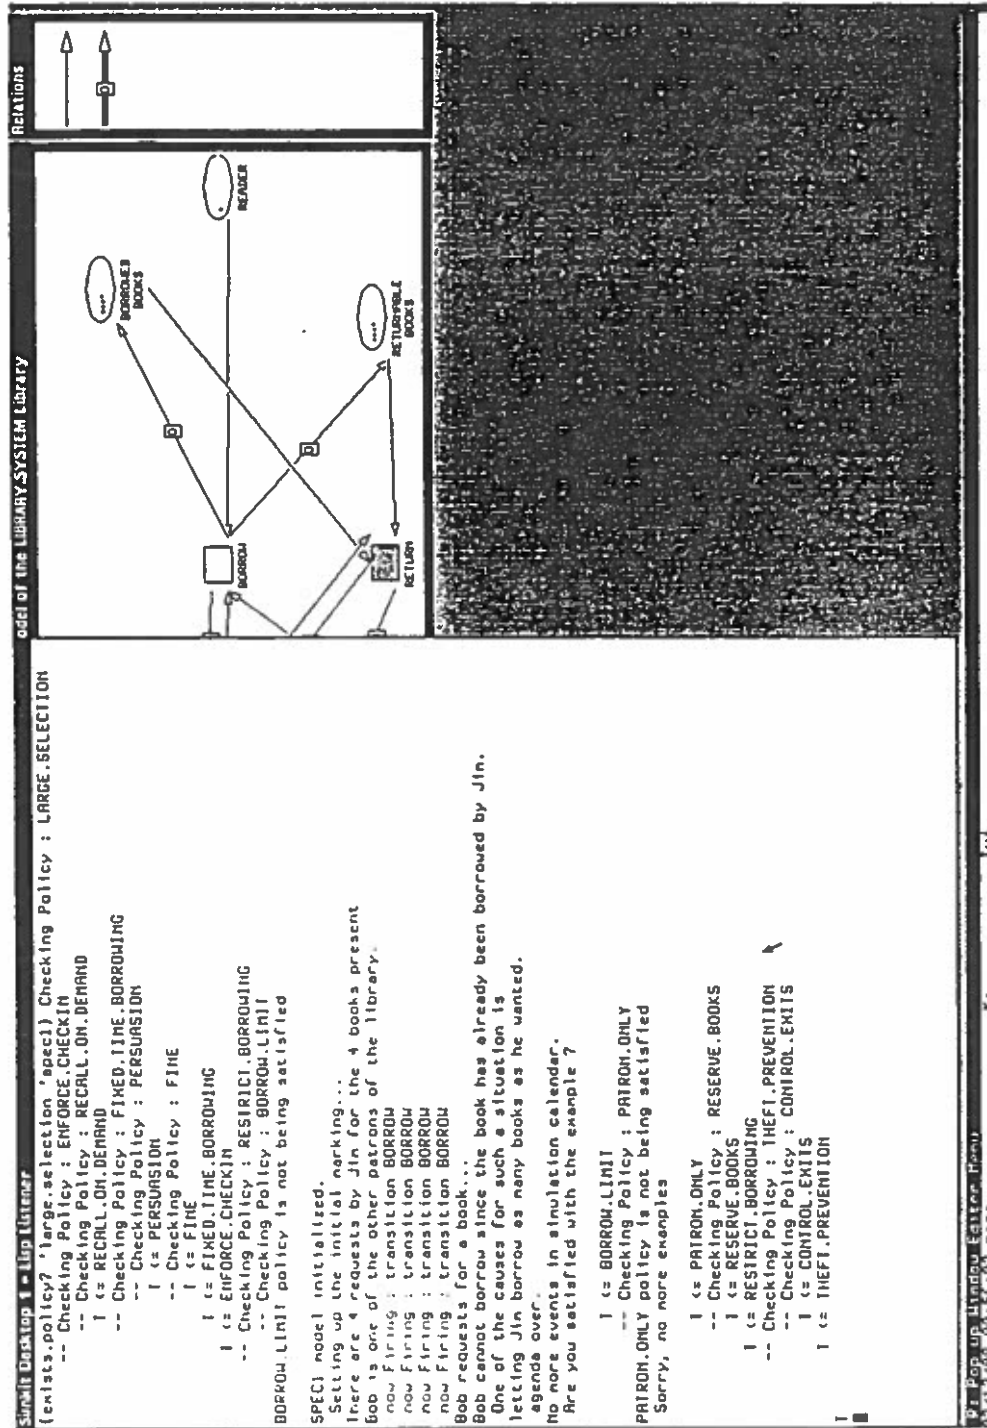 Sunkit Desktop 1 - Lisp Listener
(exists.policy? 'large.selection 'spec1) Checking Policy : LARGE.SELECTION
-- Checking Policy : ENFORCE.CHECKIN
-- Checking Policy : RECALL.ON.DEMAND
T <= RECALL.ON.DEMAND
-- Checking Policy : FIXED.TIME.BORROWING
-- Checking Policy : PERSUASION
T <= PERSUASION
-- Checking Policy : FINE
T <= FINE
T <= FIXED.TIME.BORROWING
T <= ENFORCE.CHECKIN
-- Checking Policy : RESTRICT.BORROWING
-- Checking Policy : BORROW.LIMIT
BORROW.LIMIT policy is not being satisfied
SPEC1 model initialized.
Setting up the initial marking...
There are 4 requests by Jin for the 4 books present
Bob is one of the other patrons of the library.
now Firing : transition BORROW
now Firing : transition BORROW
now Firing : transition BORROW
now Firing : transition BORROW
Bob requests for a book...
Bob cannot borrow since the book has already been borrowed by Jin.
One of the causes for such a situation is
letting Jin borrow as many books as he wanted.
agenda over.
No more events in simulation calendar.
Are you satisfied with the example ?
T <= BORROW.LIMIT
-- Checking Policy : PATRON.ONLY
PATRON.ONLY policy is not being satisfied
Sorry, no more examples
T <= PATRON.ONLY
-- Checking Policy : RESERVE.BOOKS
T <= RESERVE.BOOKS
T <= RESTRICT.BORROWING
-- Checking Policy : THEFT.PREVENTION
-- Checking Policy : CONTROL.EXITS
T <= CONTROL.EXITS
T <= THEFT.PREVENTION
T
odel of the LIBRARY.SYSTEM Library
BORROW
RETURN
BORROWED
BOOKS
RETURNABLE
BOOKS
READER
Relations
R: Pop up Window Editor Menu